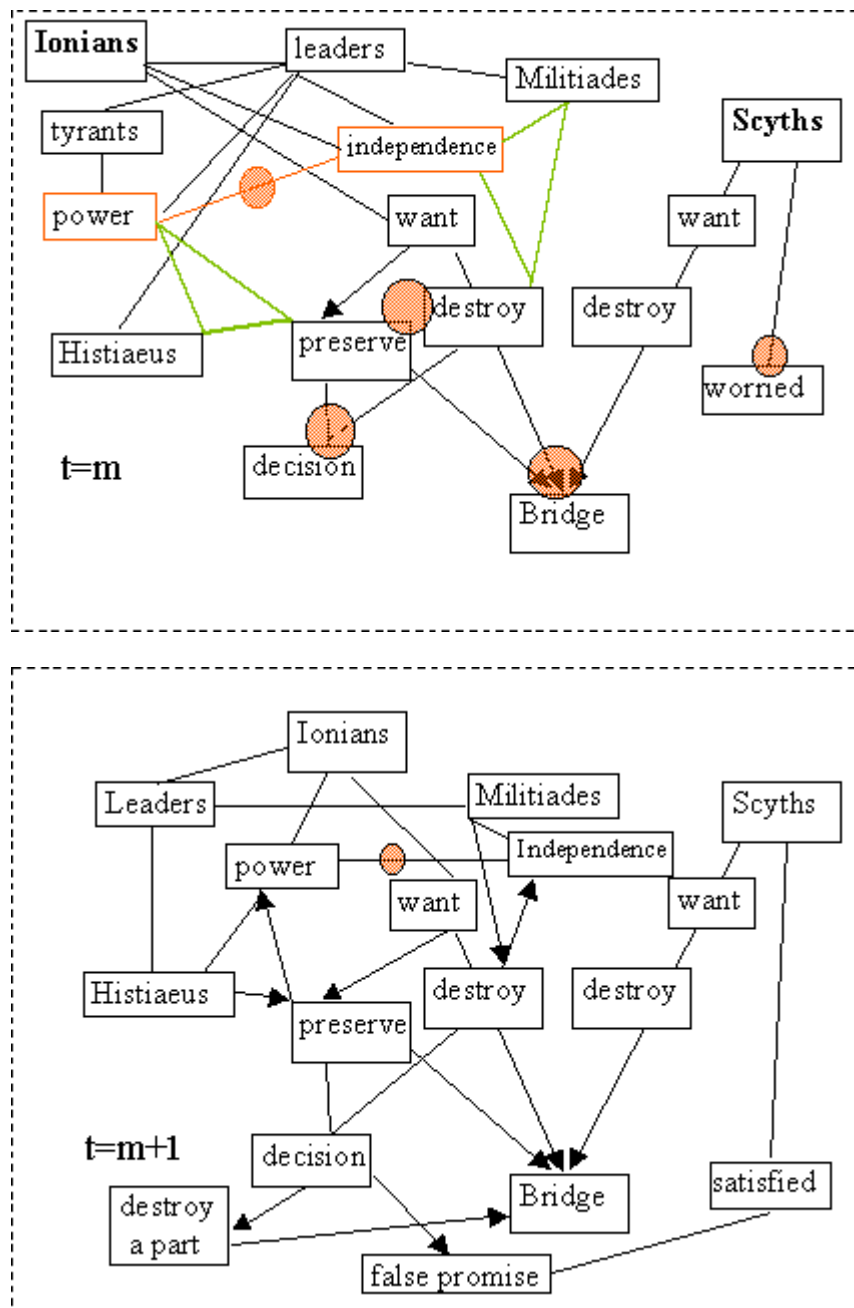 Ionians
leaders
Militiades
Scyths
tyrants
independence
power
want
want
destroy
destroy
Histiaeus
preserve
worried
t=m
decision
Bridge
Ionians
Leaders
Militiades
Scyths
Independence
power
want
want
Histiaeus
destroy
destroy
preserve
t=m+1
decision
Bridge
satisfied
destroy
a part
false promise